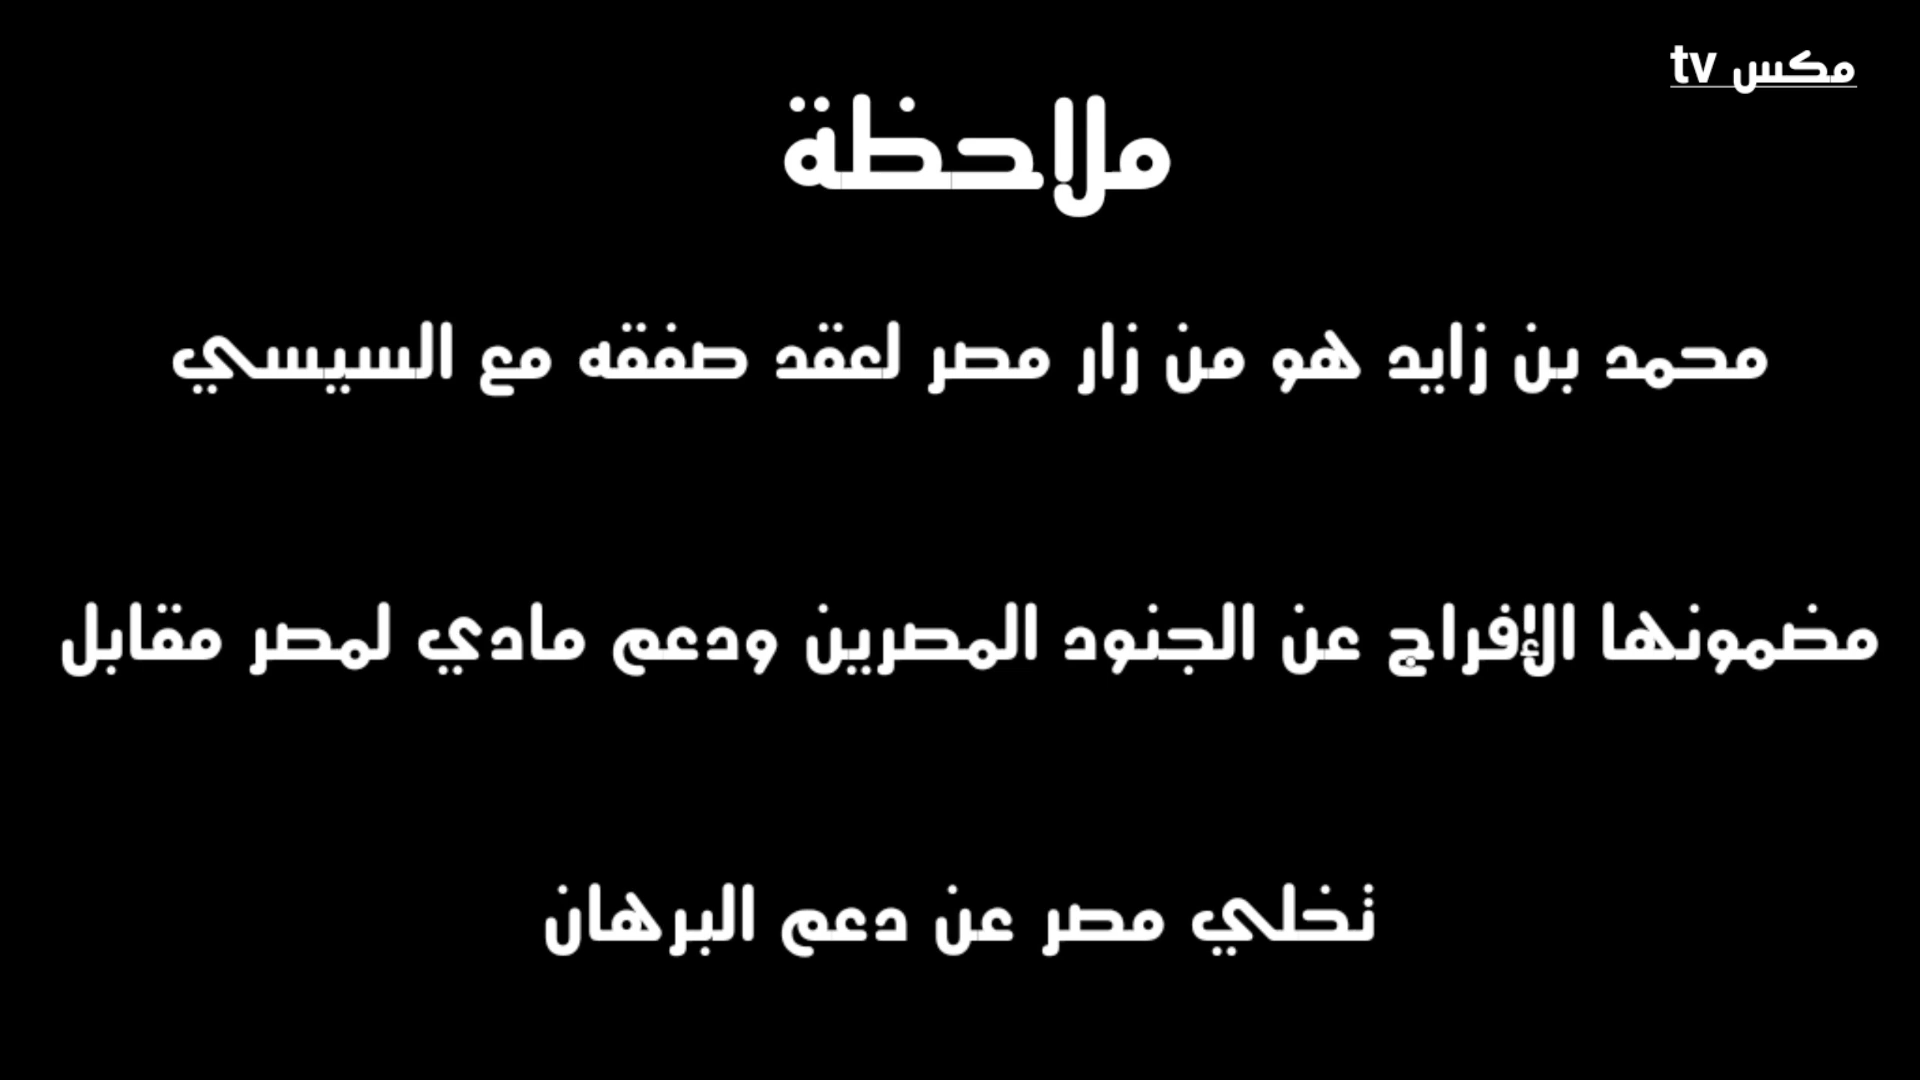 مكس tv
ملاحظة
محمد بن زايد هو من زار مصر لعقد صفقه مع السيسي
مضمونها الإفراج عن الجنود المصرين ودعم مادي لمصر مقابل
تخلي مصر عن دعم البرهان